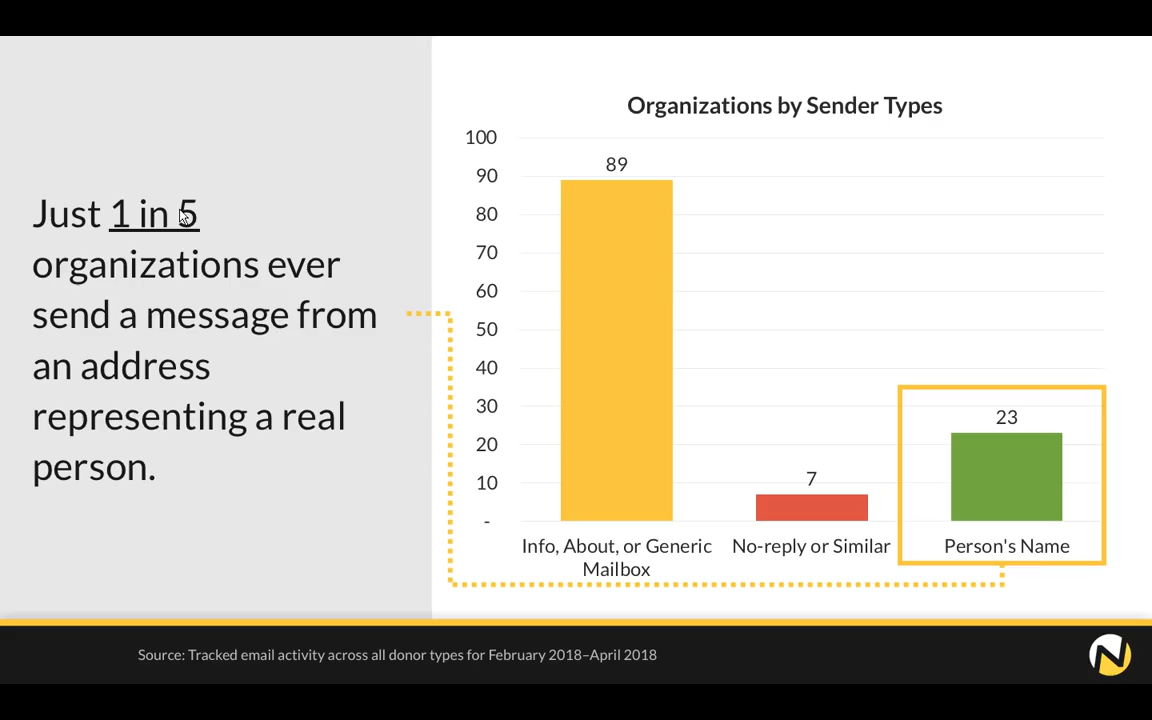 Just 1 in 5
organizations ever
send a message from
an address
representing a real
person.
Organizations by Sender Types
100
90
80
70
60
50
40
30
20
10
-
89
7
23
Info, About, or Generic
Mailbox
No-reply or Similar
Person's Name
Source: Tracked email activity across all donor types for February 2018–April 2018
N